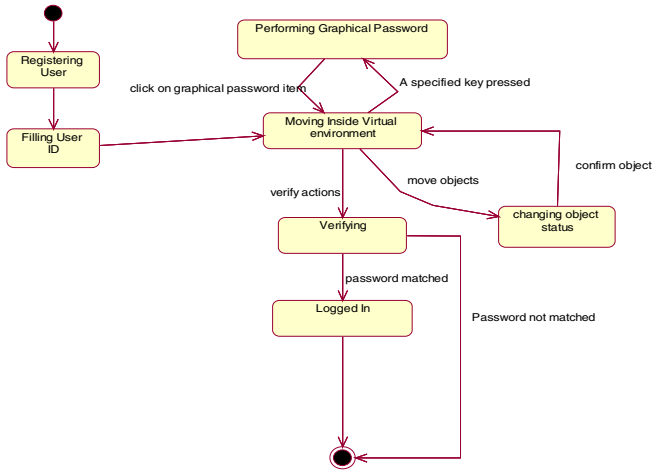 Performing Graphical Password
Registering
User
click on graphical password item
A specified key pressed
Moving Inside Virtual
environment
Filling User
ID
confirm object
move objects
verify actions
changing object
status
Verifying
password matched
Logged In
Password not matched